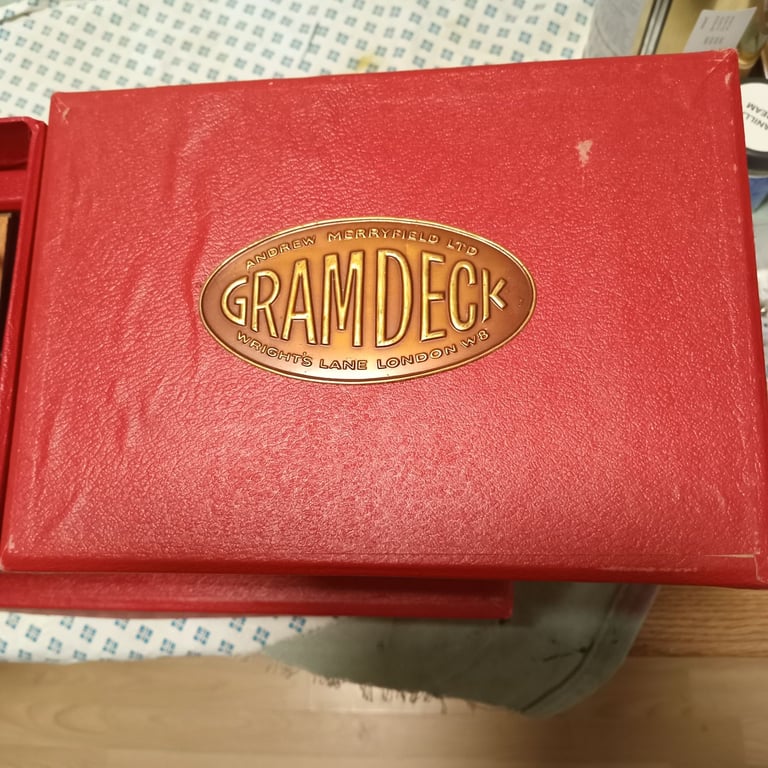 ANDREW MERRYFIELD LTD
GRAMDECK
WRIGHT'S LANE LONDON W8